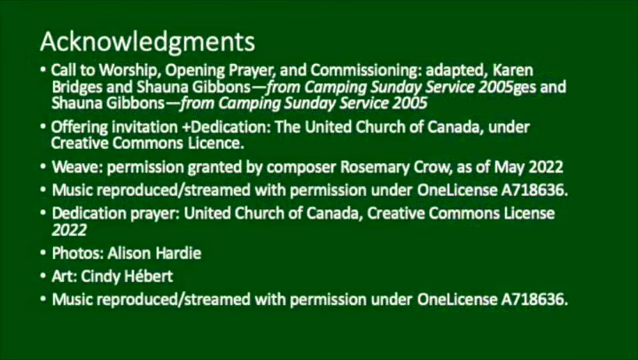 Acknowledgments
• Call to Worship, Opening Prayer, and Commissioning: adapted, Karen
Bridges and Shauna Gibbons—from Camping Sunday Service 2005ges and
Shauna Gibbons—from Camping Sunday Service 2005
• Offering invitation +Dedication: The United Church of Canada, under
Creative Commons Licence.
• Weave: permission granted by composer Rosemary Crow, as of May 2022
• Music reproduced/streamed with permission under OneLicense A718636.
• Dedication prayer: United Church of Canada, Creative Commons License
2022
• Photos: Alison Hardie
• Art: Cindy Hébert
• Music reproduced/streamed with permission under OneLicense A718636.